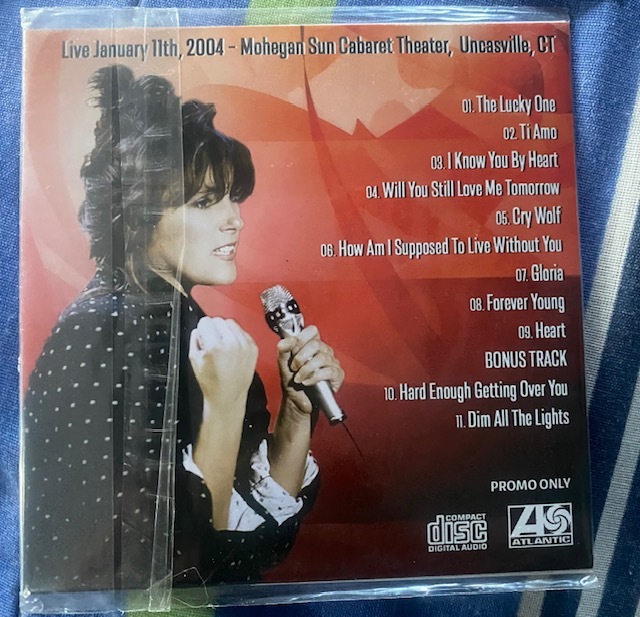 Live January 11th, 2004 - Mohegan Sun Cabaret Theater, Uncasville, CT
01. The Lucky One
02. Ti Amo
03. I Know You By Heart
04. Will You Still Love Me Tomorrow
05. Cry Wolf
06. How Am I Supposed To Live Without You
07. Gloria
08. Forever Young
09. Heart
BONUS TRACK
10. Hard Enough Getting Over You
11. Dim All The Lights
PROMO ONLY
COMPACT
disc
DIGITAL AUDIO
ATLANTIC